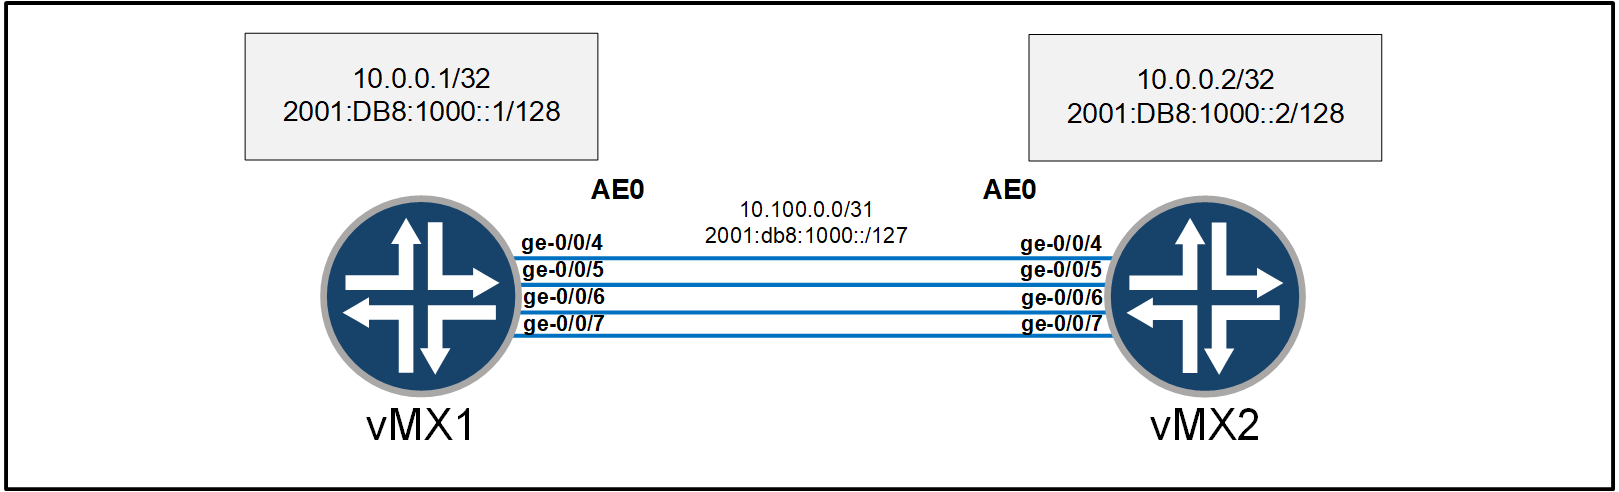 10.0.0.1/32
2001:DB8:1000::1/128
10.0.0.2/32
2001:DB8:1000::2/128
AE0
AE0
10.100.0.0/31
2001:db8:1000::/127
ge-0/0/4
ge-0/0/4
ge-0/0/5
ge-0/0/5
ge-0/0/6
ge-0/0/6
ge-0/0/7
ge-0/0/7
vMX1
vMX2